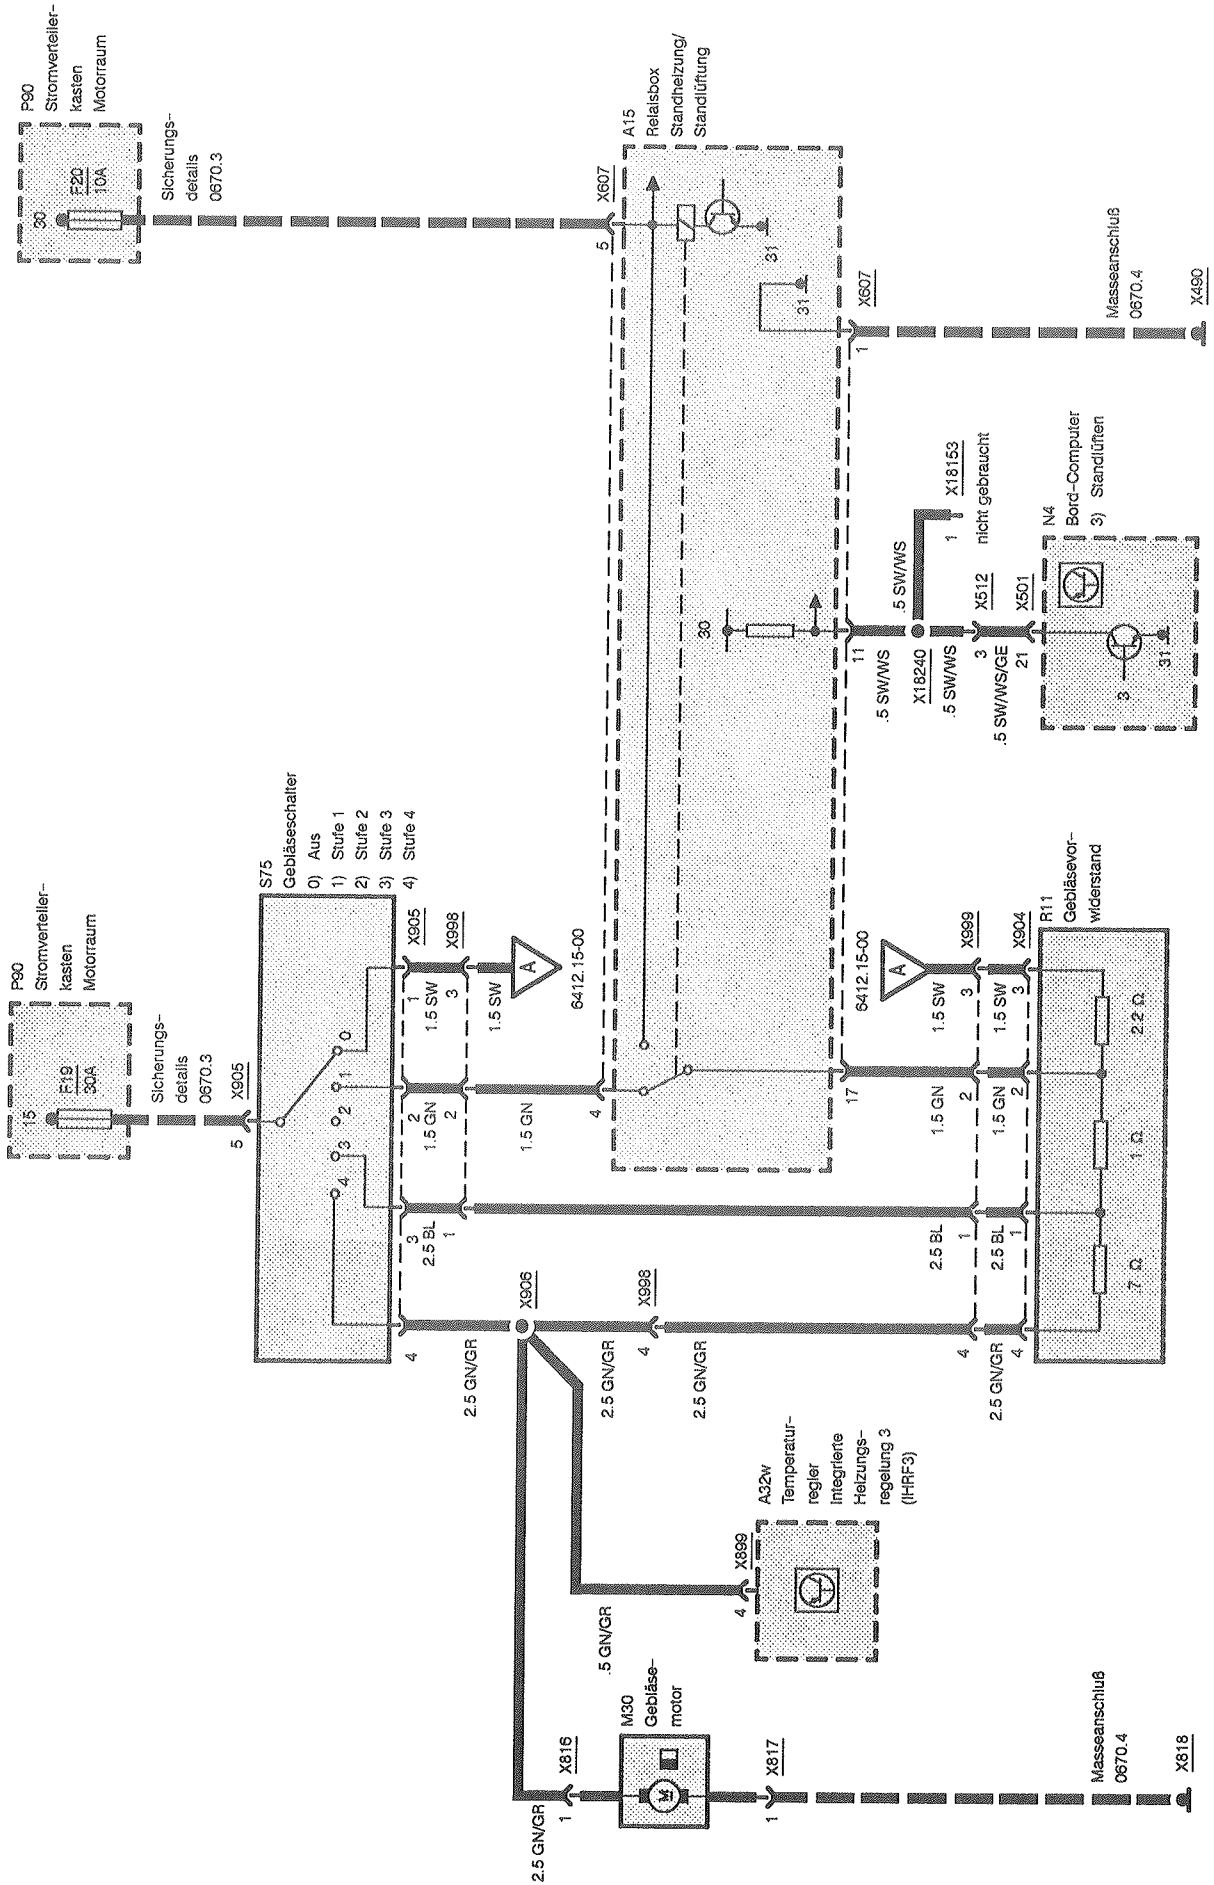 P90
Stromverteiler-
kasten
Motorraum
30
F20
10A
Sicherungs-
details
0670.3
X607
5
A15
Relaisbox
Standheizung/
Standlüftung
31
31
X607
1
Masseanschluß
0670.4
X490
P90
Stromverteiler-
kasten
Motorraum
15
F19
30A
Sicherungs-
details
0670.3
X905
5
S75
Gebläseschalter
0) Aus
1) Stufe 1
2) Stufe 2
3) Stufe 3
4) Stufe 4
4
3
2
1
0
4
3
2
1
X905
2.5 BL
1.5 GN
1.5 SW
1
2
3
X998
1.5 GN
1.5 SW
A
6412.15-00
4
30
17
11
.5 SW/WS
.5 SW/WS
X18240
1
X18153
nicht gebraucht
.5 SW/WS
3
X512
.5 SW/WS/GE
21
X501
N4
Bord-Computer
3) Standlüften
3
31
6412.15-00
A
2.5 BL
1.5 GN
1.5 SW
4
1
2
3
X999
2.5 GN/GR
2.5 BL
1.5 GN
1.5 SW
4
1
2
3
X904
R11
Gebläsevor-
widerstand
.7 Ω
1 Ω
2.2 Ω
2.5 GN/GR
X906
2.5 GN/GR
4
X998
2.5 GN/GR
.5 GN/GR
4
X899
A32w
Temperatur-
regler
Integrierte
Heizungs-
regelung 3
(IHRF3)
2.5 GN/GR
1
X816
M30
Gebläse-
motor
M
1
X817
Masseanschluß
0670.4
X818